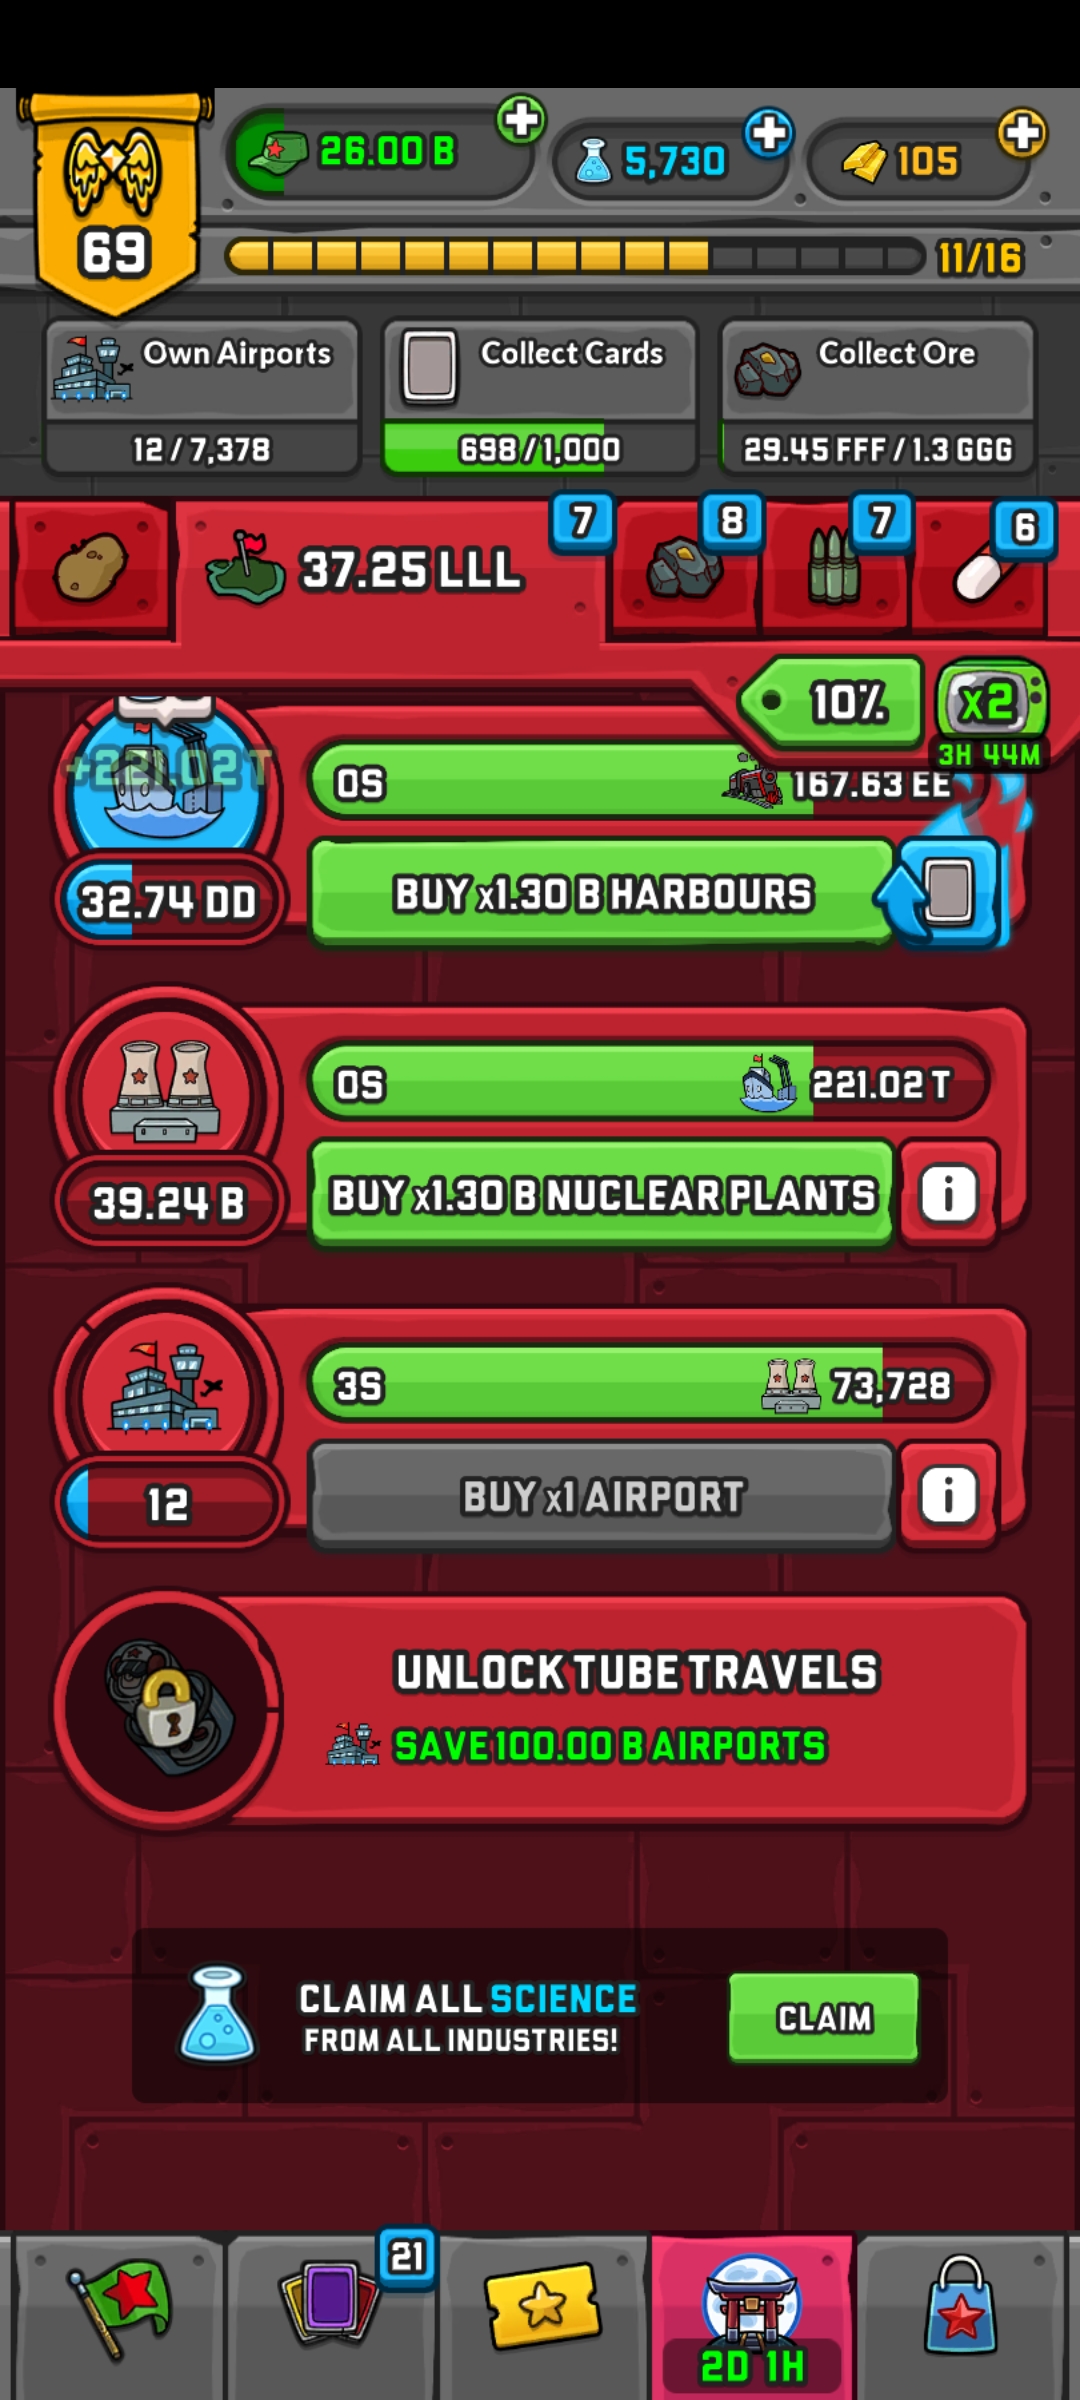 26.00 B
5,730
105
69
11/16
Own Airports
12 / 7,378
Collect Cards
698 / 1,000
Collect Ore
29.45 FFF / 1.3 GGG
37.25 LLL
7
8
7
6
10%
x2
3H 44M
+221.02 T
0S
167.63 EE
32.74 DD
BUY x1.30 B HARBOURS
0S
221.02 T
39.24 B
BUY x1.30 B NUCLEAR PLANTS
i
3S
73,728
12
BUY x1 AIRPORT
i
UNLOCK TUBE TRAVELS
SAVE 100.00 B AIRPORTS
CLAIM ALL SCIENCE
FROM ALL INDUSTRIES!
CLAIM
21
2D 1H